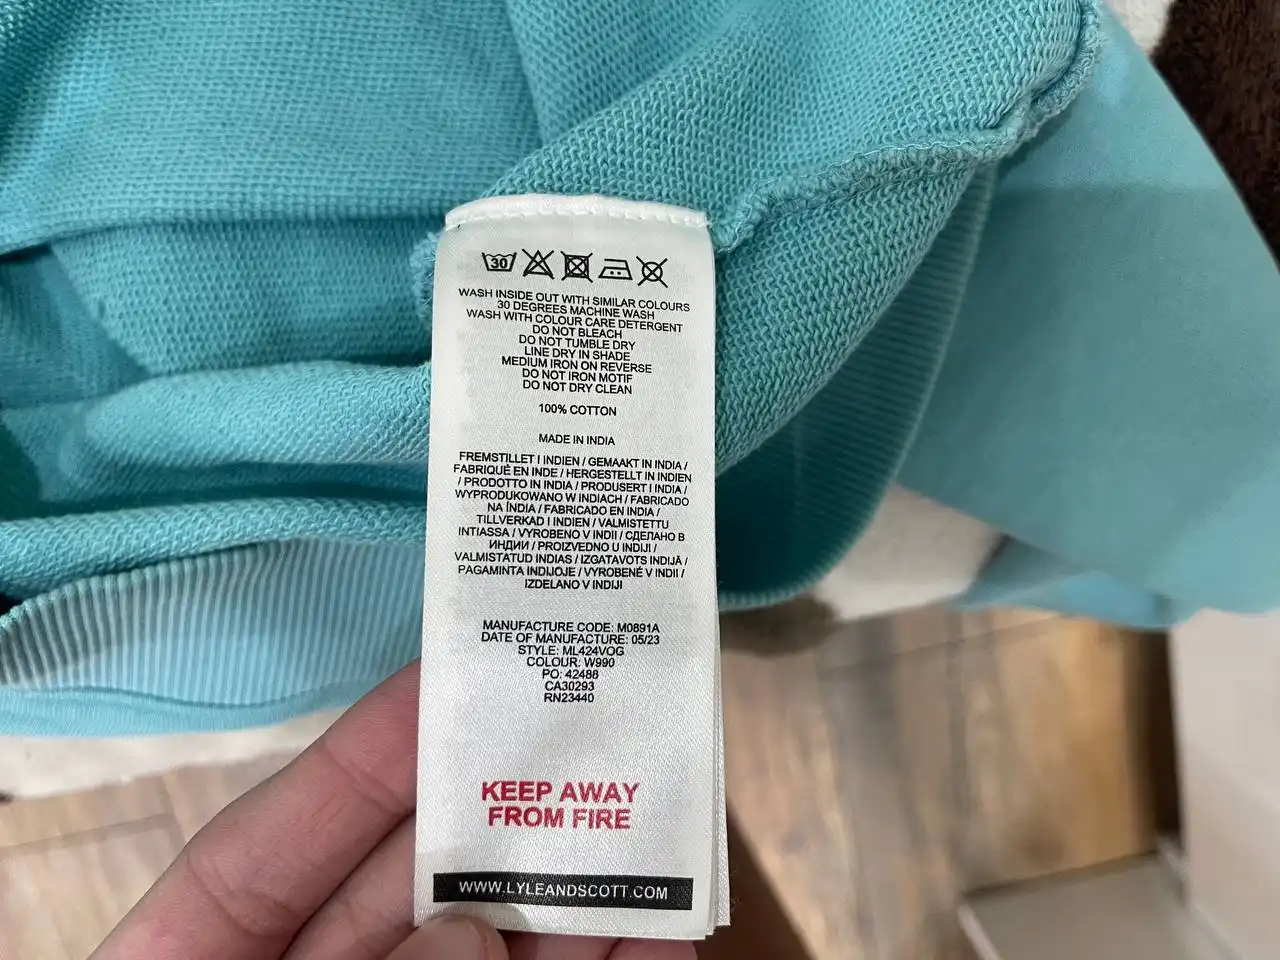 30
WASH INSIDE OUT WITH SIMILAR COLOURS
30 DEGREES MACHINE WASH
WASH WITH COLOUR CARE DETERGENT
DO NOT BLEACH
DO NOT TUMBLE DRY
LINE DRY IN SHADE
MEDIUM IRON ON REVERSE
DO NOT IRON MOTIF
DO NOT DRY CLEAN
100% COTTON
MADE IN INDIA
FREMSTILLET I INDIEN / GEMAAKT IN INDIA /
FABRIQUÉ EN INDE / HERGESTELLT IN INDIEN
/ PRODOTTO IN INDIA / PRODUSERT I INDIA /
WYPRODUKOWANO W INDIACH / FABRICADO
NA ÍNDIA / FABRICADO EN INDIA /
TILLVERKAD I INDIEN / VALMISTETTU
INTIASSA / VYROBENO V INDII / СДЕЛАНО В
ИНДИИ / PROIZVEDNO U INDIJI /
VALMISTATUD INDIAS / IZGATAVOTS INDIJĀ /
PAGAMINTA INDIJOJE / VYROBENÉ V INDII /
IZDELANO V INDIJI
MANUFACTURE CODE: M0891A
DATE OF MANUFACTURE: 05/23
STYLE: ML424VOG
COLOUR: W990
PO: 42488
CA30293
RN23440
KEEP AWAY
FROM FIRE
WWW.LYLEANDSCOTT.COM